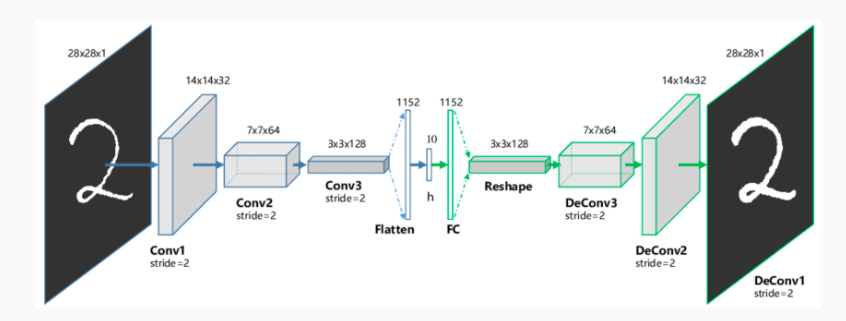 28x28x1
14x14x32
7x7x64
3x3x128
1152
10
h
1152
3x3x128
7x7x64
14x14x32
28x28x1
Conv1
stride=2
Conv2
stride=2
Conv3
stride=2
Flatten
FC
Reshape
DeConv3
stride=2
DeConv2
stride=2
DeConv1
stride=2
2
2